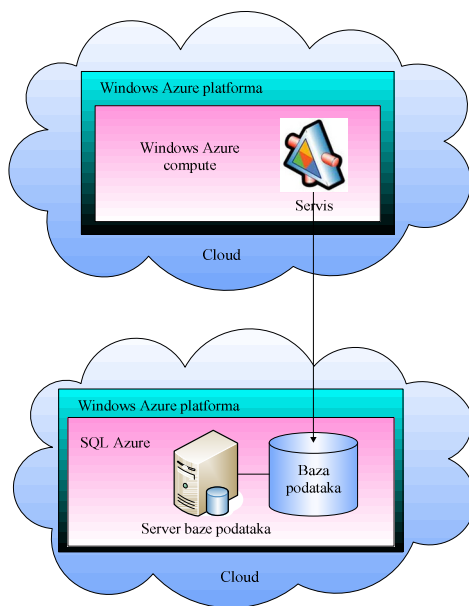 Windows Azure platforma
Windows Azure
compute
Servis
Cloud
Windows Azure platforma
SQL Azure
Baza
podataka
Server baze podataka
Cloud